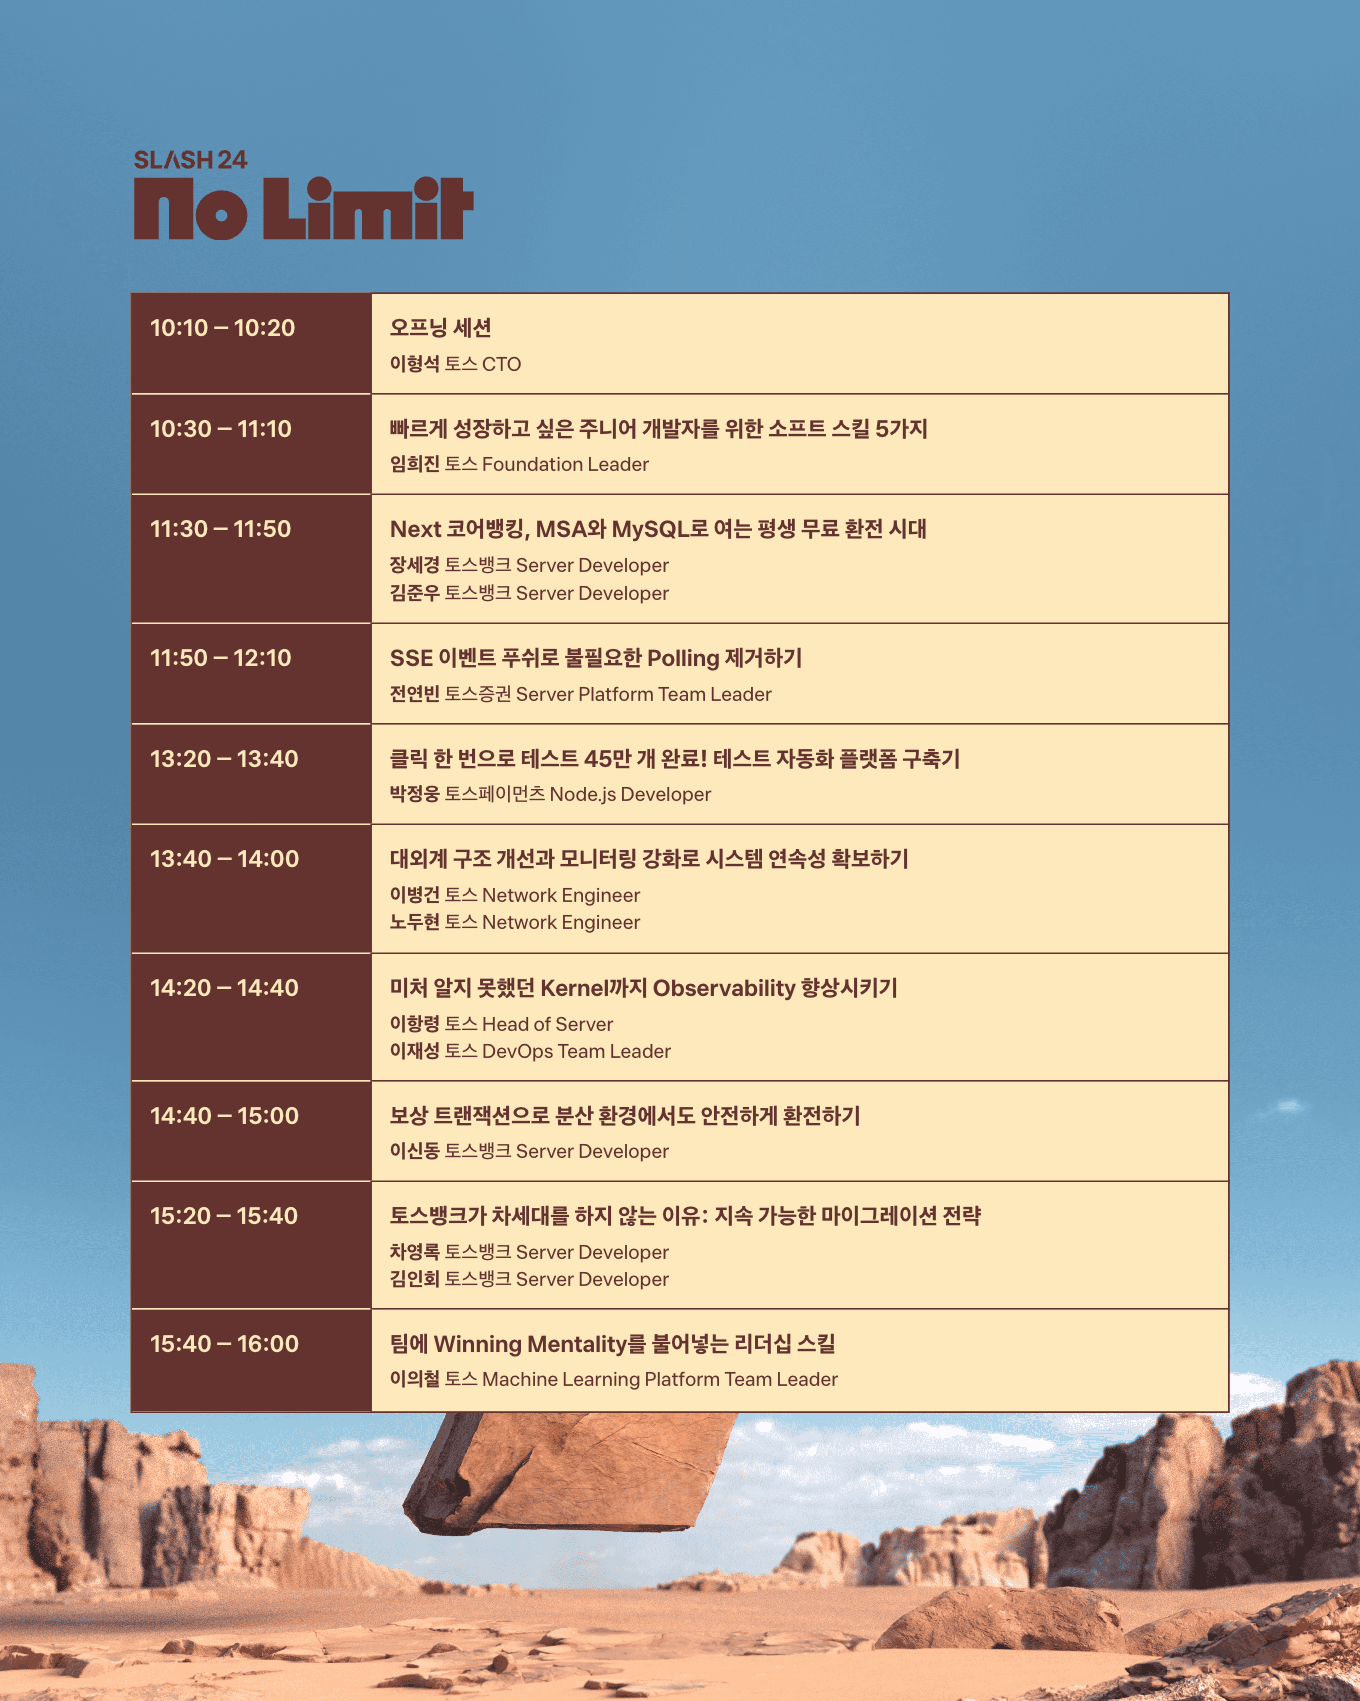 SLASH 24
No Limit
10:10 – 10:20
오프닝 세션
이형석 토스 CTO
10:30 – 11:10
빠르게 성장하고 싶은 주니어 개발자를 위한 소프트 스킬 5가지
임희진 토스 Foundation Leader
11:30 – 11:50
Next 코어뱅킹, MSA와 MySQL로 여는 평생 무료 환전 시대
장세경 토스뱅크 Server Developer
김준우 토스뱅크 Server Developer
11:50 – 12:10
SSE 이벤트 푸쉬로 불필요한 Polling 제거하기
전연빈 토스증권 Server Platform Team Leader
13:20 – 13:40
클릭 한 번으로 테스트 45만 개 완료! 테스트 자동화 플랫폼 구축기
박정웅 토스페이먼츠 Node.js Developer
13:40 – 14:00
대외계 구조 개선과 모니터링 강화로 시스템 연속성 확보하기
이병건 토스 Network Engineer
노두현 토스 Network Engineer
14:20 – 14:40
미처 알지 못했던 Kernel까지 Observability 향상시키기
이항령 토스 Head of Server
이재성 토스 DevOps Team Leader
14:40 – 15:00
보상 트랜잭션으로 분산 환경에서도 안전하게 환전하기
이신동 토스뱅크 Server Developer
15:20 – 15:40
토스뱅크가 차세대를 하지 않는 이유: 지속 가능한 마이그레이션 전략
차영록 토스뱅크 Server Developer
김인회 토스뱅크 Server Developer
15:40 – 16:00
팀에 Winning Mentality를 불어넣는 리더십 스킬
이의철 토스 Machine Learning Platform Team Leader